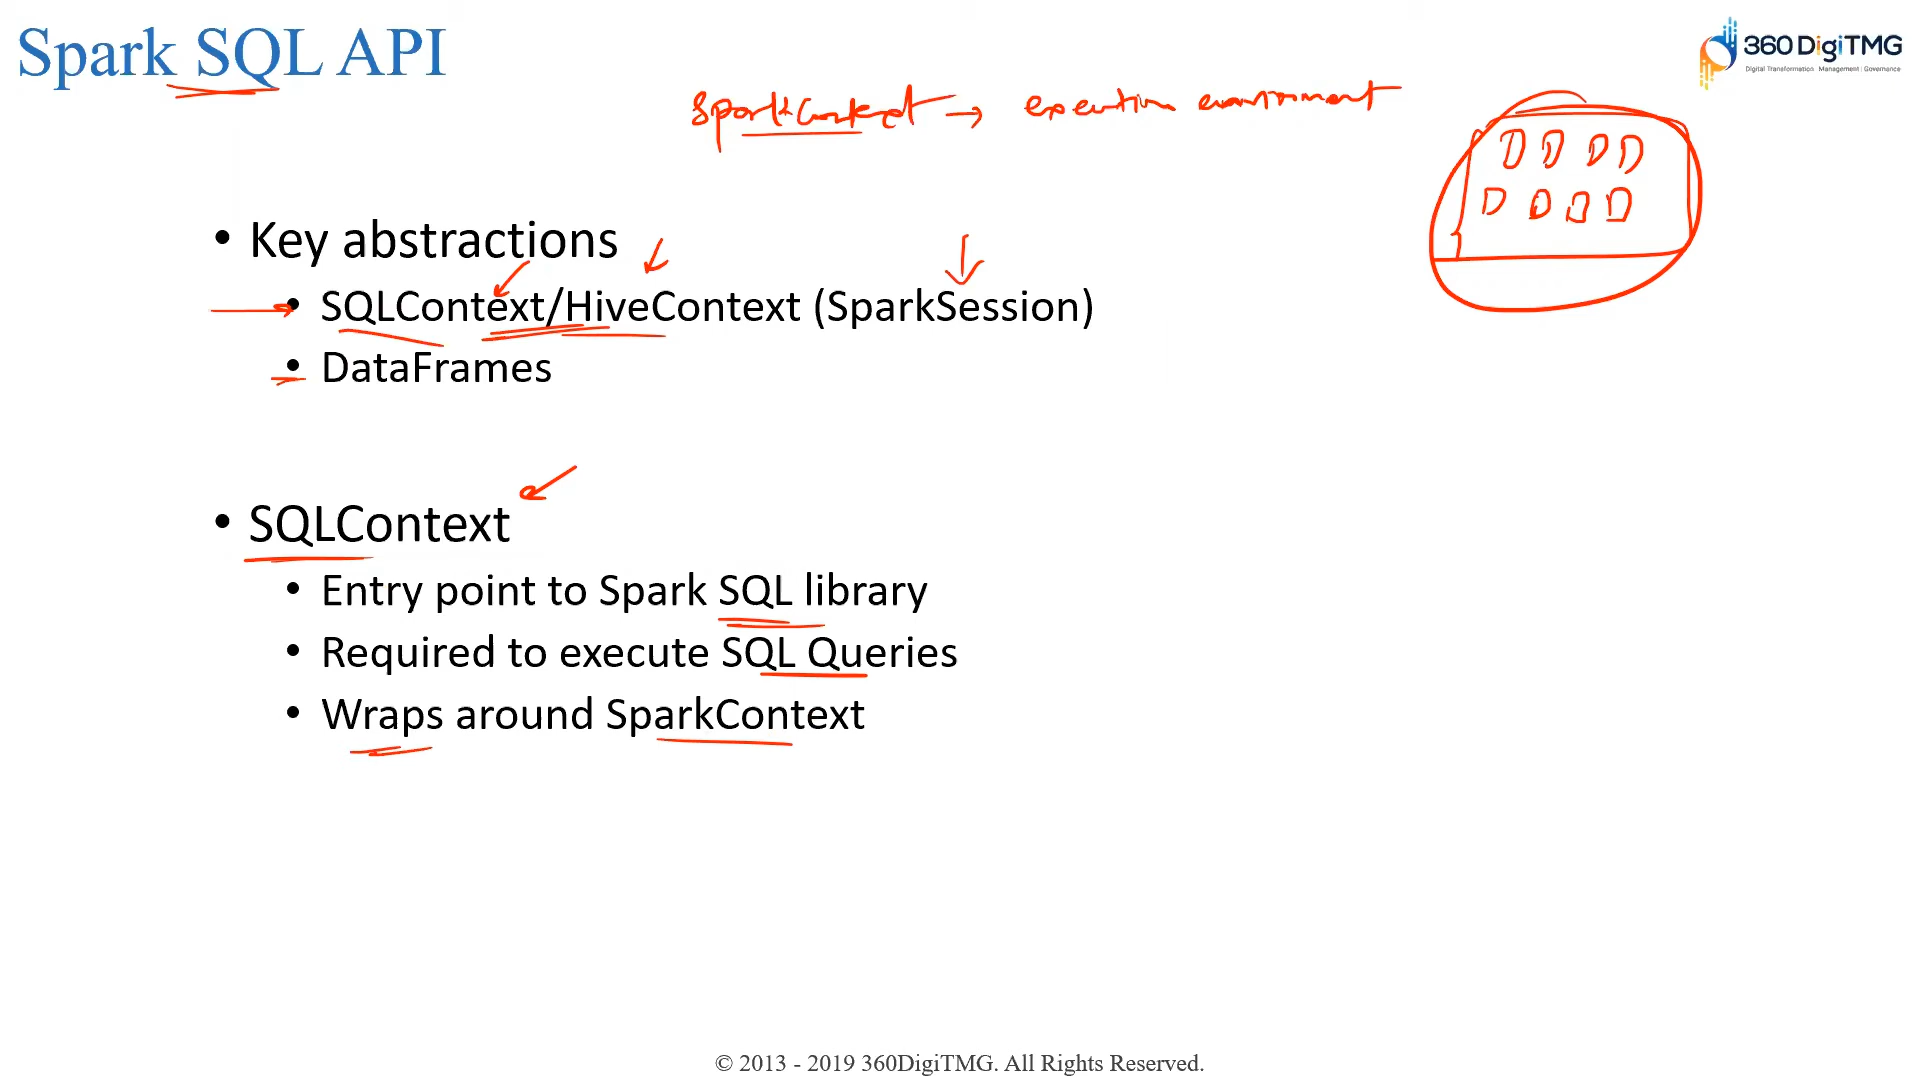 Spark SQL API
360DigiTMG
Digital Transformation | Management | Governance
SparkContext → execution environment
• Key abstractions
• SQLContext/HiveContext (SparkSession)
• DataFrames
• SQLContext
• Entry point to Spark SQL library
• Required to execute SQL Queries
• Wraps around SparkContext
© 2013 - 2019 360DigiTMG. All Rights Reserved.